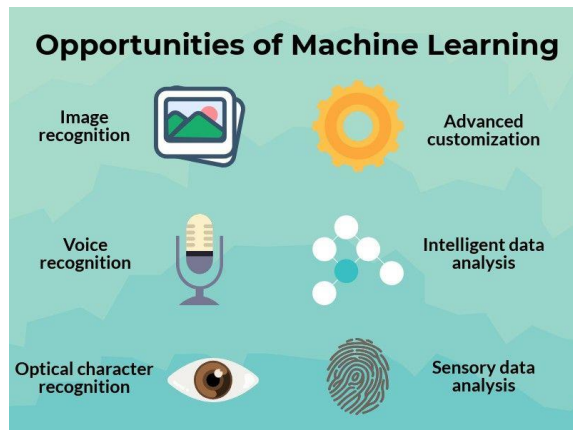 Opportunities of Machine Learning
Image
recognition
Advanced
customization
Voice
recognition
Intelligent data
analysis
Optical character
recognition
Sensory data
analysis